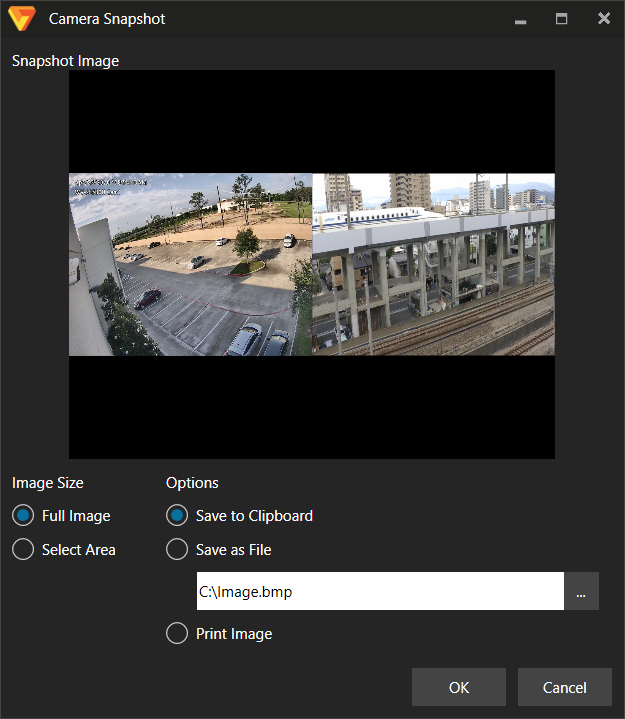 Camera Snapshot
Snapshot Image
Image Size
Options
Full Image
Save to Clipboard
Select Area
Save as File
C:\Image.bmp
...
Print Image
OK
Cancel